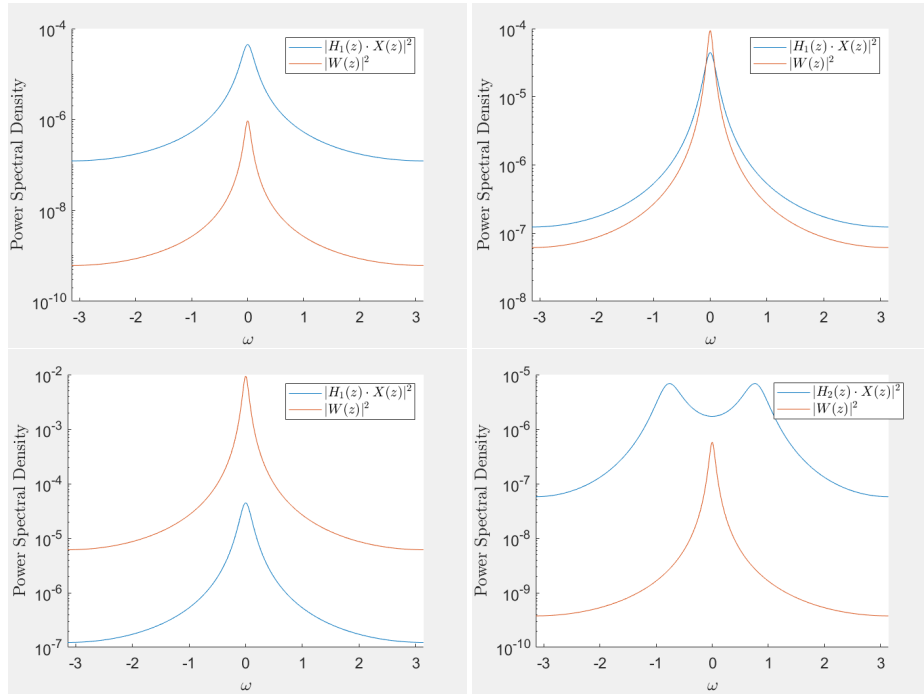 10^-4
10^-6
10^-8
10^-10
Power Spectral Density
-3 -2 -1 0 1 2 3
ω
|H₁(z) · X(z)|²
|W(z)|²
10^-4
10^-5
10^-6
10^-7
10^-8
Power Spectral Density
-3 -2 -1 0 1 2 3
ω
|H₁(z) · X(z)|²
|W(z)|²
10^-2
10^-3
10^-4
10^-5
10^-6
10^-7
Power Spectral Density
-3 -2 -1 0 1 2 3
ω
|H₁(z) · X(z)|²
|W(z)|²
10^-5
10^-6
10^-7
10^-8
10^-9
10^-10
Power Spectral Density
-3 -2 -1 0 1 2 3
ω
|H₂(z) · X(z)|²
|W(z)|²